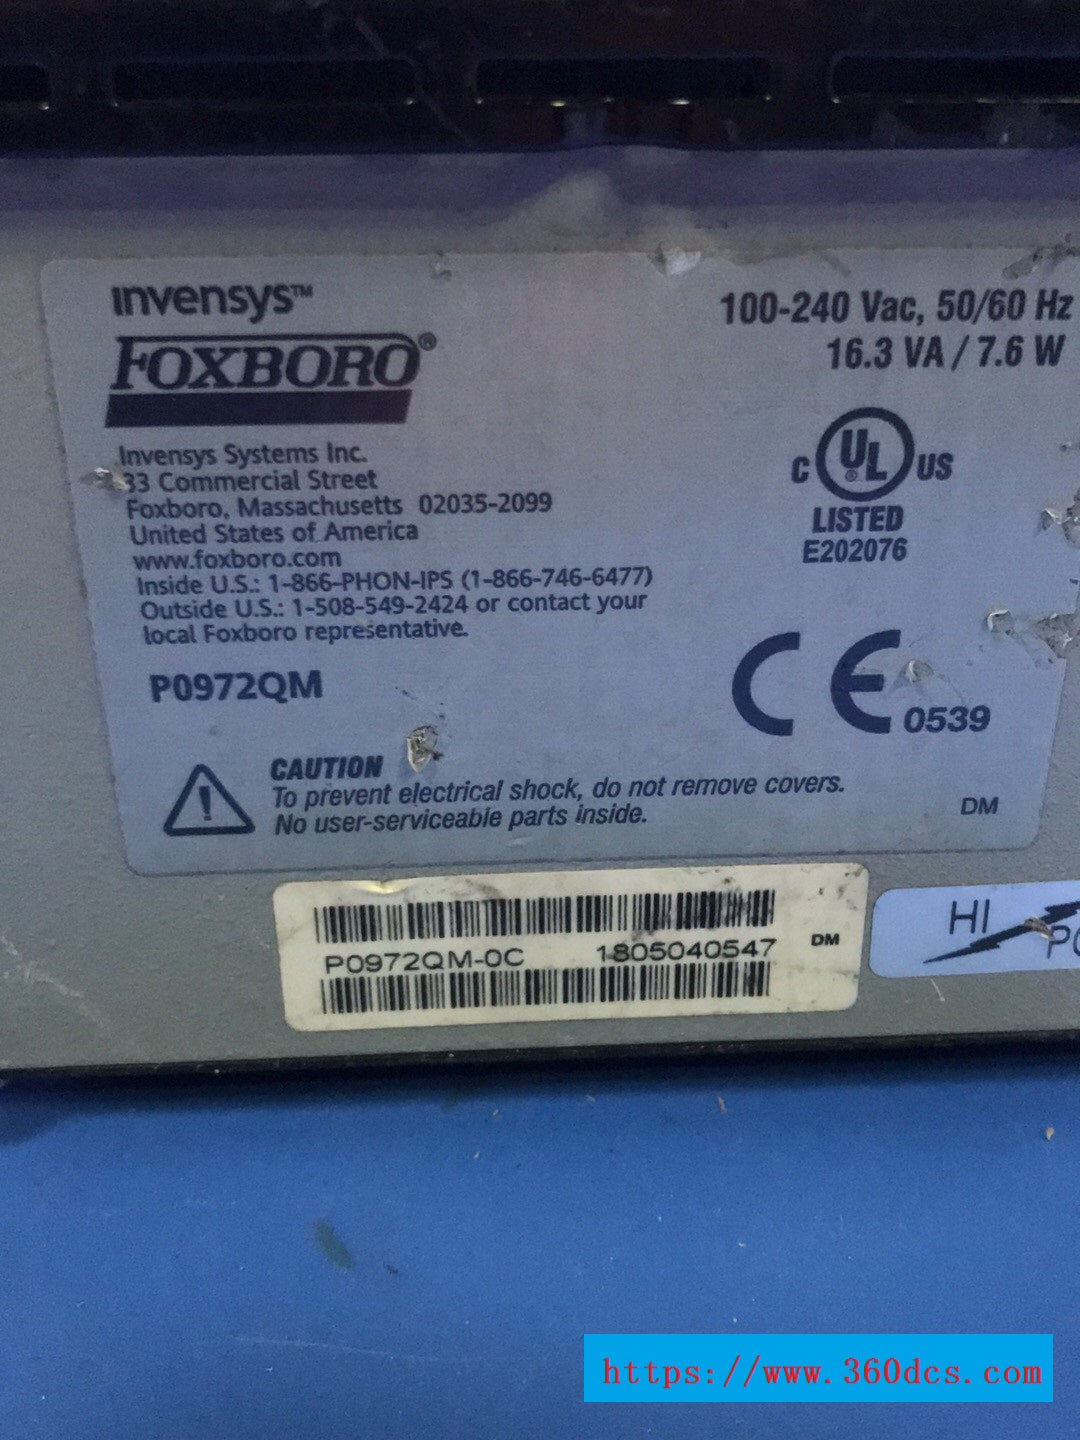 invensys™
FOXBORO®
Invensys Systems Inc.
33 Commercial Street
Foxboro, Massachusetts 02035-2099
United States of America
www.foxboro.com
Inside U.S.: 1-866-PHON-IPS (1-866-746-6477)
Outside U.S.: 1-508-549-2424 or contact your
local Foxboro representative.
P0972QM
100-240 Vac, 50/60 Hz
16.3 VA / 7.6 W
C UL® US
LISTED
E202076
CE 0539
CAUTION
To prevent electrical shock, do not remove covers.
No user-serviceable parts inside.
DM
P0972QM-0C 1805040547 DM
HI
https://www.360dcs.com